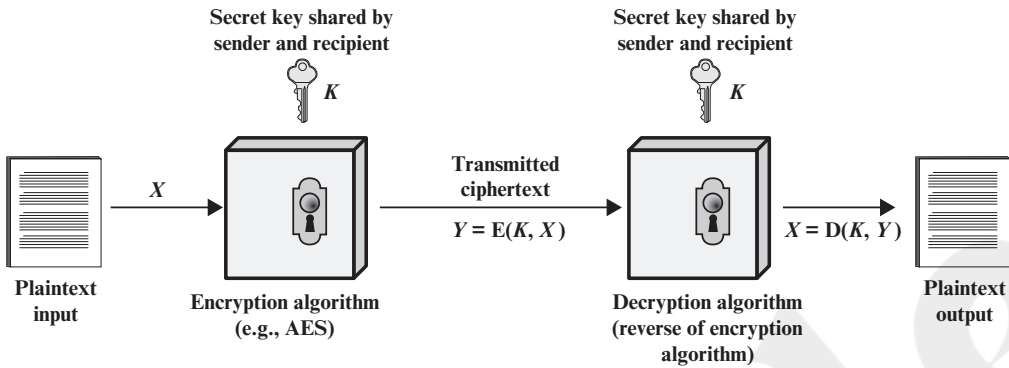 Secret key shared by
sender and recipient
K
Secret key shared by
sender and recipient
K
X
Transmitted
ciphertext
Y = E(K, X)
X = D(K, Y)
Plaintext
input
Encryption algorithm
(e.g., AES)
Decryption algorithm
(reverse of encryption
algorithm)
Plaintext
output